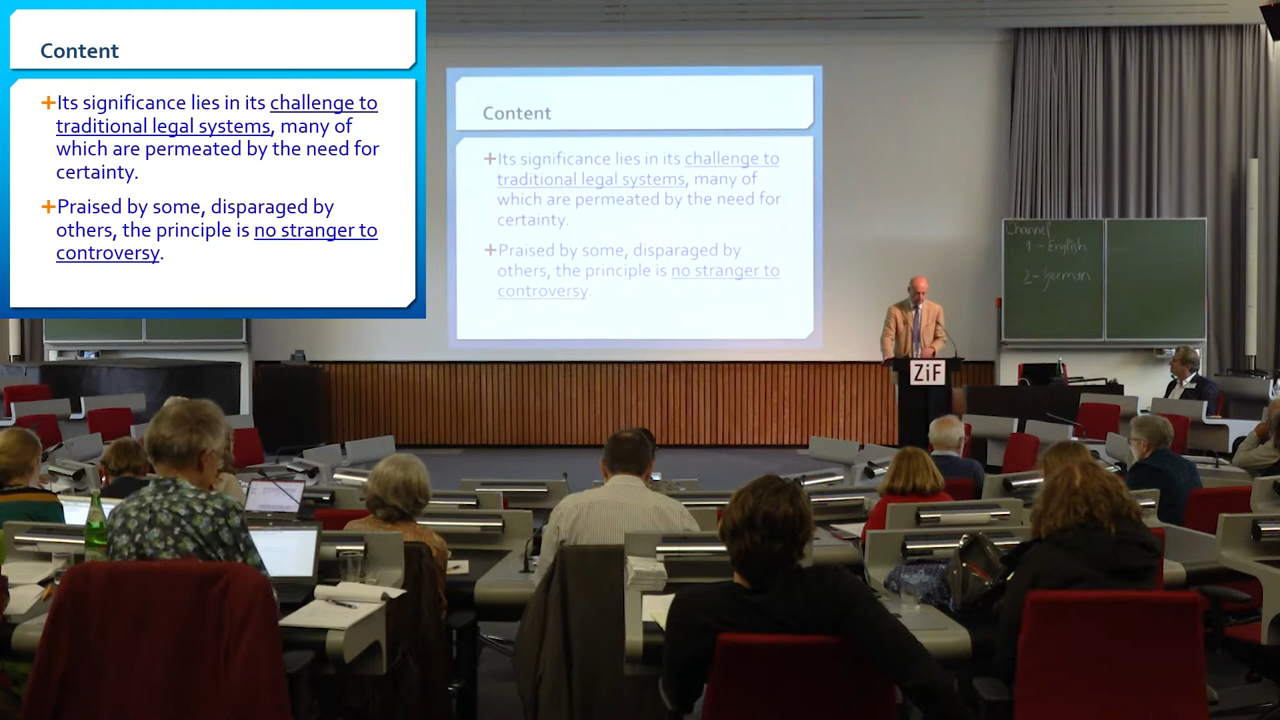 Content
Its significance lies in its challenge to
traditional legal systems, many of
which are permeated by the need for
certainty.
Praised by some, disparaged by
others, the principle is no stranger to
controversy.
Content
Its significance lies in its challenge to
traditional legal systems, many of
which are permeated by the need for
certainty.
Praised by some, disparaged by
others, the principle is no stranger to
controversy.
Channel
1 - English
2 - German
ZiF